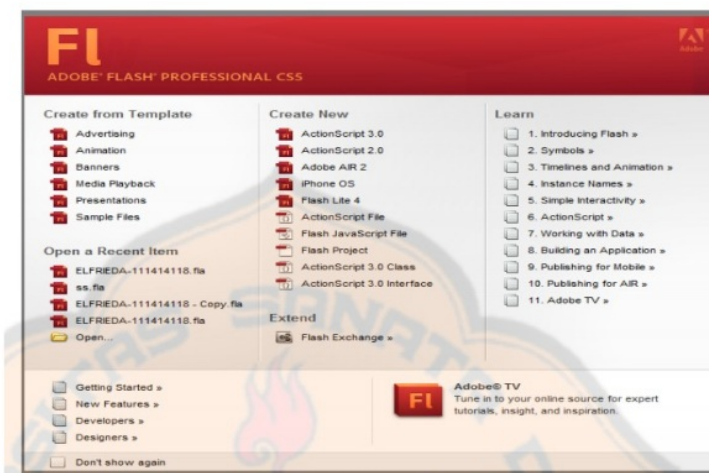 Fl
ADOBE® FLASH® PROFESSIONAL CS5
Adobe
Create from Template
Advertising
Animation
Banners
Media Playback
Presentations
Sample Files
Open a Recent Item
ELFRIEDA-111414118.fla
ss.fla
ELFRIEDA-111414118 - Copy.fla
ELFRIEDA-111414118.fla
Open...
Create New
ActionScript 3.0
ActionScript 2.0
Adobe AIR 2
iPhone OS
Flash Lite 4
ActionScript File
Flash JavaScript File
Flash Project
ActionScript 3.0 Class
ActionScript 3.0 Interface
Extend
Flash Exchange »
Learn
1. Introducing Flash »
2. Symbols »
3. Timelines and Animation »
4. Instance Names »
5. Simple Interactivity »
6. ActionScript »
7. Working with Data »
8. Building an Application »
9. Publishing for Mobile »
10. Publishing for AIR »
11. Adobe TV »
Getting Started »
New Features »
Developers »
Designers »
Fl
Adobe® TV
Tune in to your online source for expert
tutorials, insight, and inspiration.
Don't show again